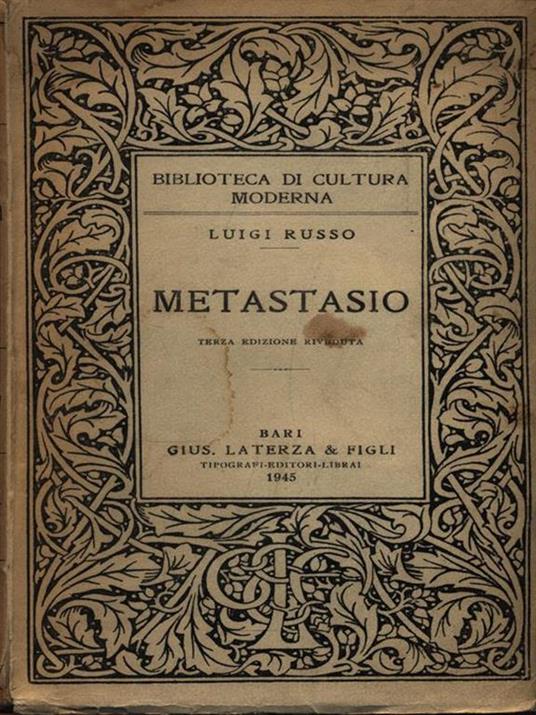 BIBLIOTECA DI CULTURA
MODERNA
LUIGI RUSSO
METASTASIO
TERZA EDIZIONE RIVEDUTA
BARI
GIUS. LATERZA & FIGLI
TIPOGRAFI-EDITORI-LIBRAI
1945